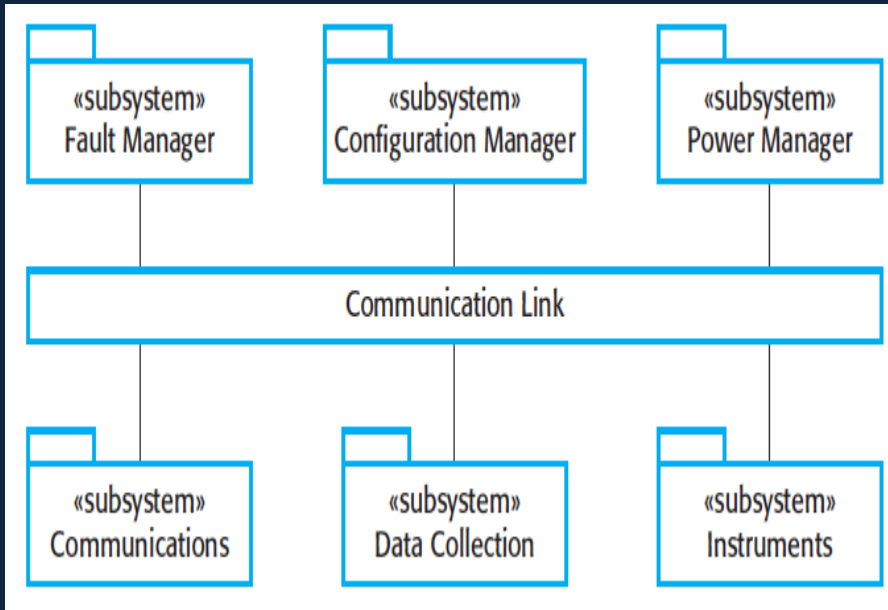 «subsystem»
Fault Manager
«subsystem»
Configuration Manager
«subsystem»
Power Manager
Communication Link
«subsystem»
Communications
«subsystem»
Data Collection
«subsystem»
Instruments